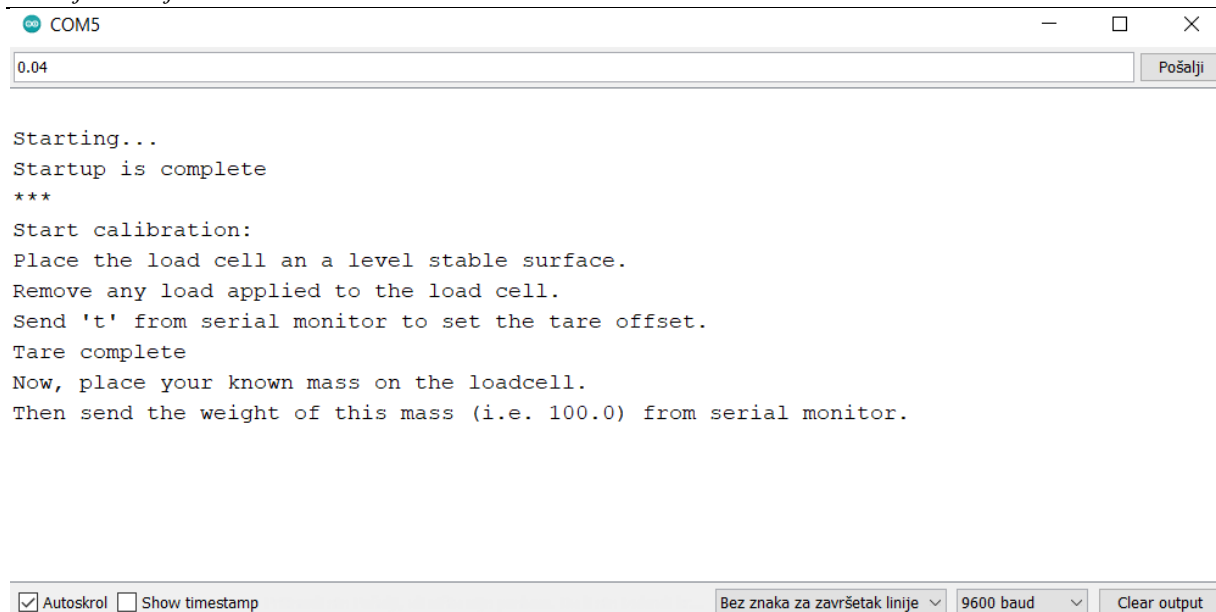 COM5
0.04
Pošalji
Starting...
Startup is complete
***
Start calibration:
Place the load cell an a level stable surface.
Remove any load applied to the load cell.
Send 't' from serial monitor to set the tare offset.
Tare complete
Now, place your known mass on the loadcell.
Then send the weight of this mass (i.e. 100.0) from serial monitor.
Autoskrol Show timestamp Bez znaka za završetak linije 9600 baud Clear output